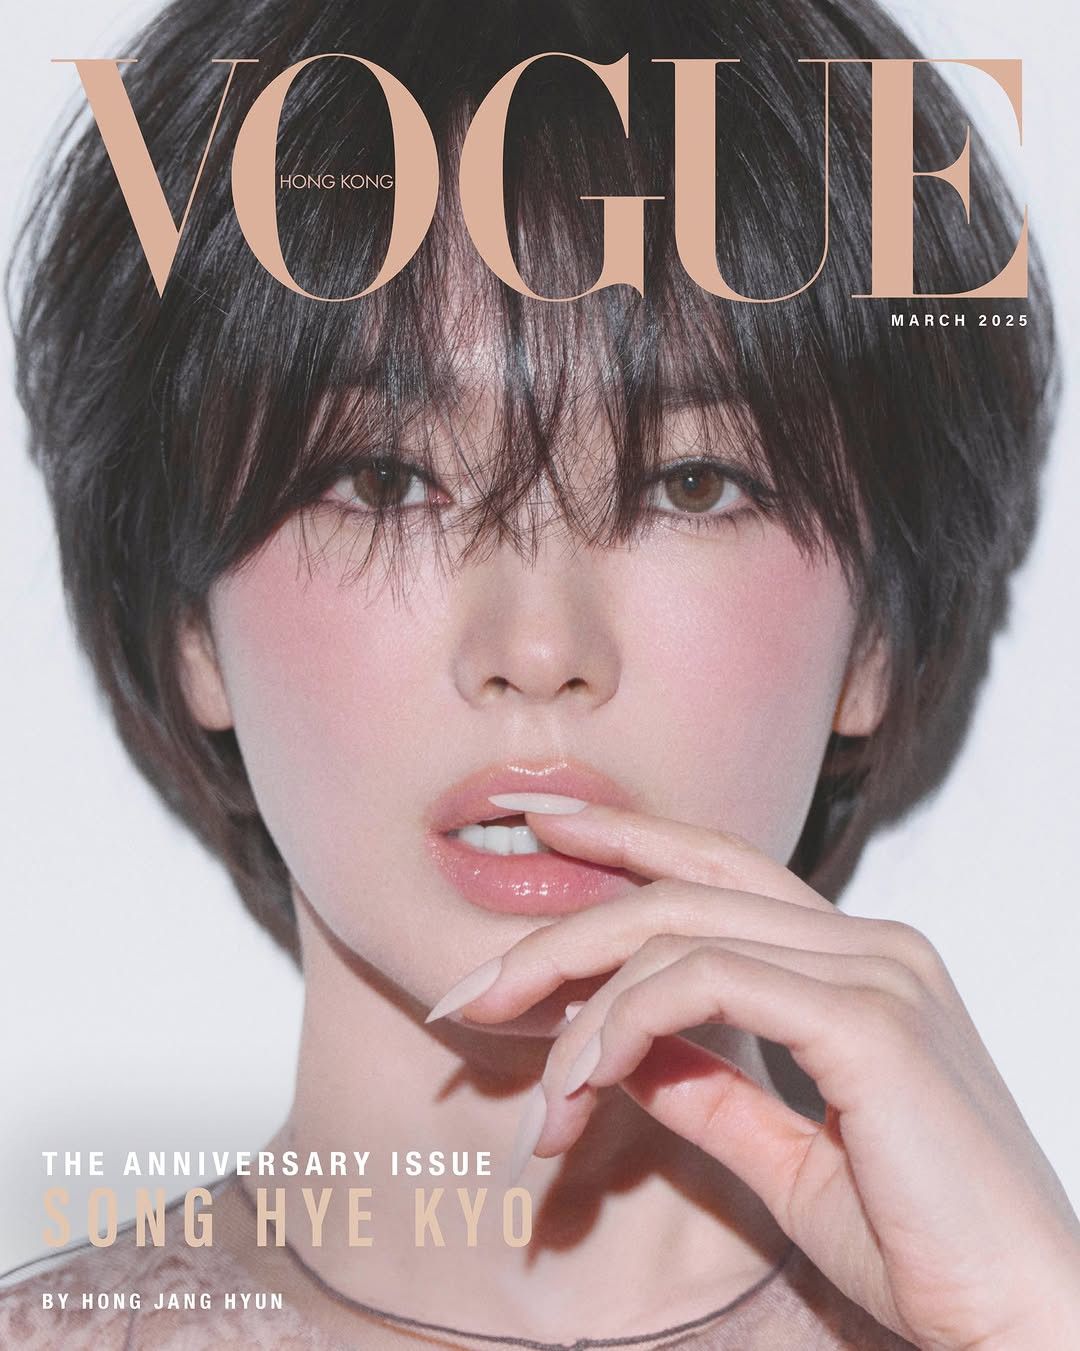 VOGUE
HONG KONG
MARCH 2025
THE ANNIVERSARY ISSUE
SONG HYE KYO
BY HONG JANG HYUN